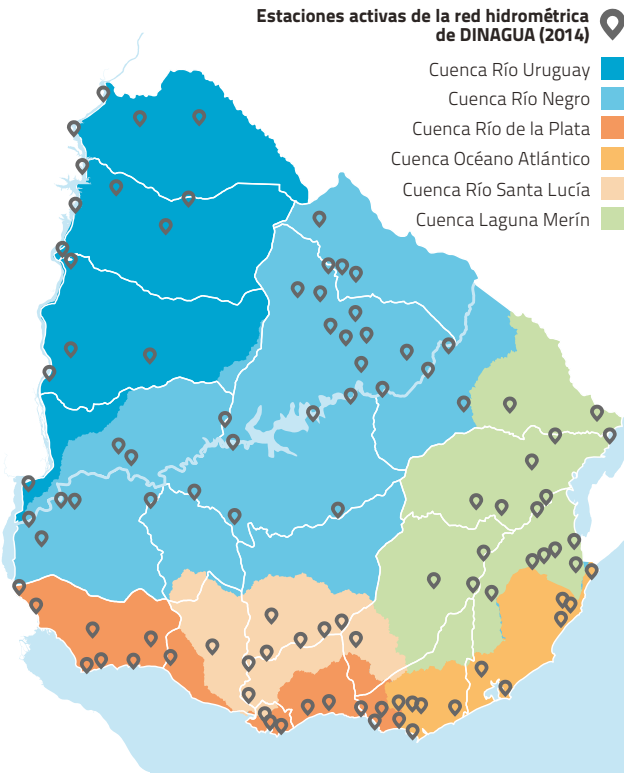 Estaciones activas de la red hidrométrica
de DINAGUA (2014)
Cuenca Río Uruguay
Cuenca Río Negro
Cuenca Río de la Plata
Cuenca Océano Atlántico
Cuenca Río Santa Lucía
Cuenca Laguna Merín